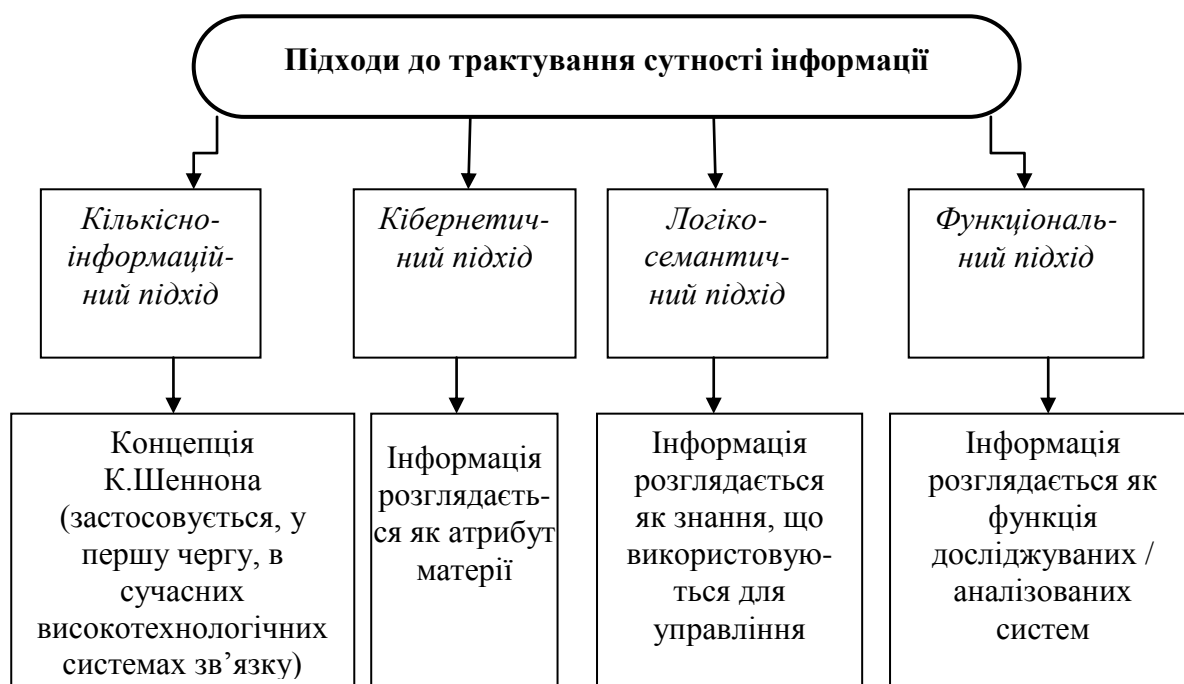 Підходи до трактування сутності інформації
Кількісно-
інформацій-
ний підхід
Кібернетич-
ний підхід
Логіко-
семантич-
ний підхід
Функціональ-
ний підхід
Концепція
К.Шеннона
(застосовується, у
першу чергу, в
сучасних
високотехнологічних
системах зв’язку)
Інформація
розглядаєть-
ся як атрибут
матерії
Інформація
розглядається
як знання, що
використовую-
ться для
управління
Інформація
розглядається як
функція
досліджуваних /
аналізованих
систем